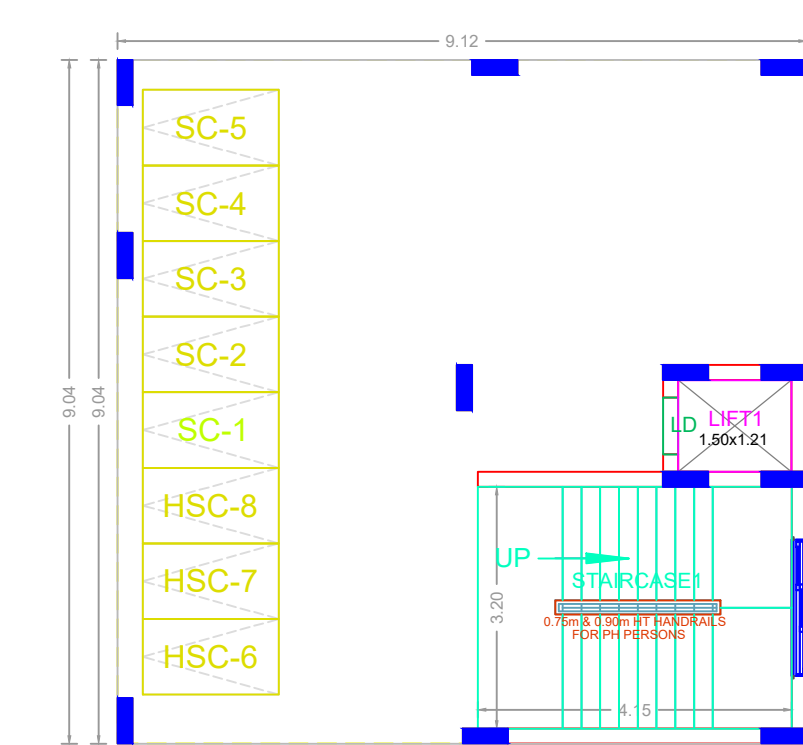 9.12
SC-5
SC-4
SC-3
SC-2
9.04
9.04
SC-1
LD
LIFT1
1.50x1.21
HSC-8
UP
HSC-7
STAIRCASE1
3.20
0.75m & 0.90m HT HANDRAILS
FOR PH PERSONS
HSC-6
4.15